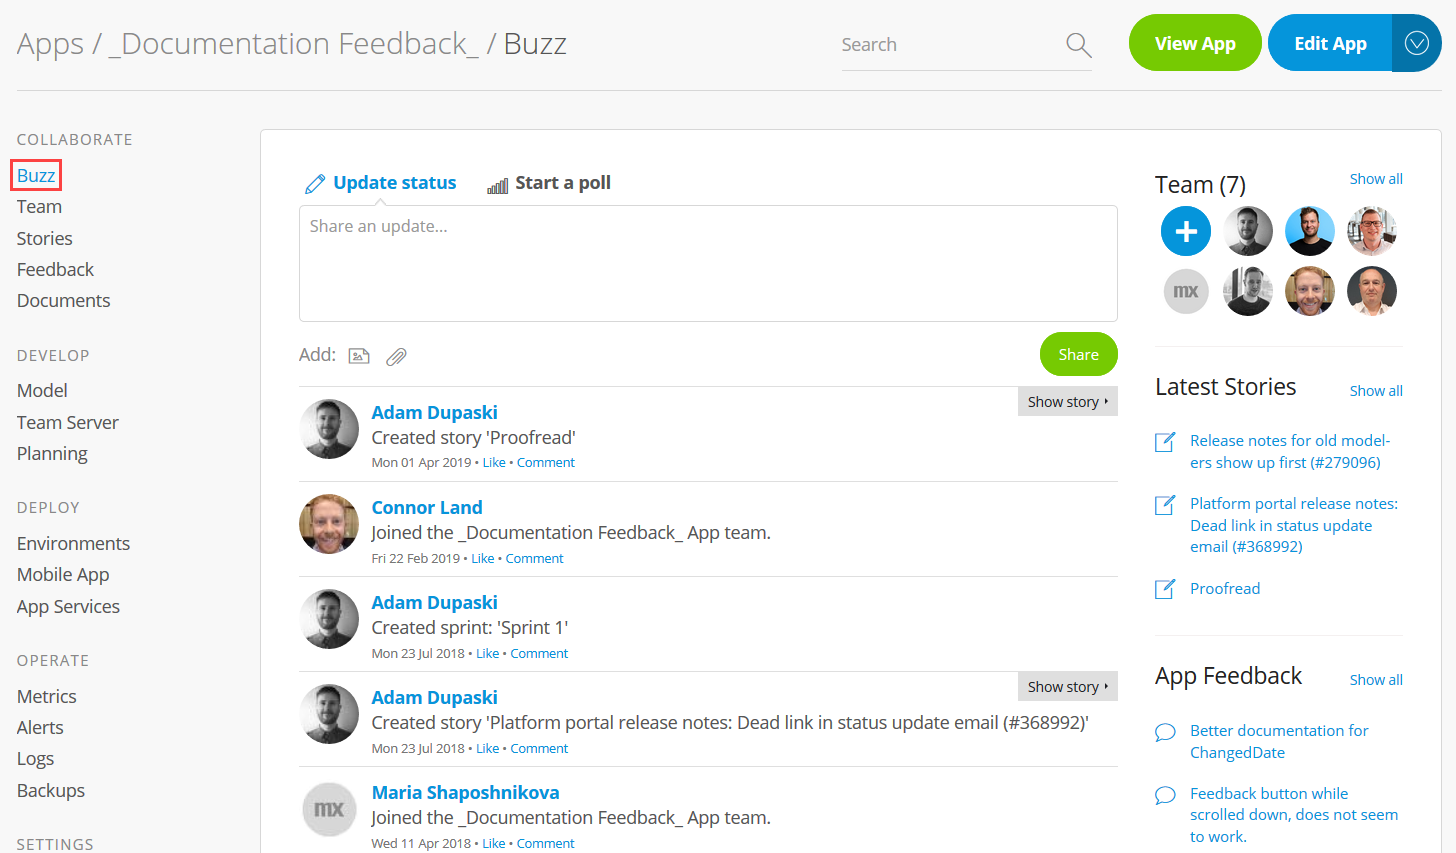 Apps / _Documentation Feedback_ / Buzz
Search
View App
Edit App
COLLABORATE
Buzz
Team
Stories
Feedback
Documents
DEVELOP
Model
Team Server
Planning
DEPLOY
Environments
Mobile App
App Services
OPERATE
Metrics
Alerts
Logs
Backups
SETTINGS
Update status
Start a poll
Share an update...
Add:
Share
Show story
Adam Dupaski
Created story 'Proofread'
Mon 01 Apr 2019 • Like • Comment
Connor Land
Joined the _Documentation Feedback_ App team.
Fri 22 Feb 2019 • Like • Comment
Adam Dupaski
Created sprint: 'Sprint 1'
Mon 23 Jul 2018 • Like • Comment
Show story
Adam Dupaski
Created story 'Platform portal release notes: Dead link in status update email (#368992)'
Mon 23 Jul 2018 • Like • Comment
mx
Maria Shaposhnikova
Joined the _Documentation Feedback_ App team.
Wed 11 Apr 2018 • Like • Comment
Team (7)
Show all
mx
Latest Stories
Show all
Release notes for old model-
ers show up first (#279096)
Platform portal release notes:
Dead link in status update
email (#368992)
Proofread
App Feedback
Show all
Better documentation for
ChangedDate
Feedback button while
scrolled down, does not seem
to work.